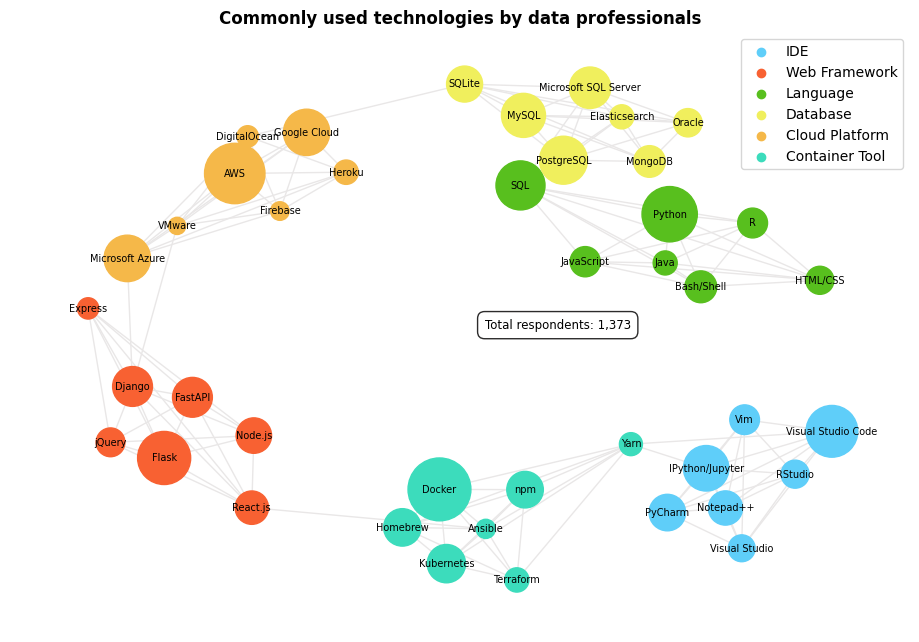 Commonly used technologies by data professionals
IDE
Web Framework
Language
Database
Cloud Platform
Container Tool
SQLite
Microsoft SQL Server
MySQL
Elasticsearch
Oracle
PostgreSQL
MongoDB
DigitalOcean
Google Cloud
AWS
Heroku
Firebase
VMware
Microsoft Azure
SQL
Python
R
JavaScript
Java
Bash/Shell
HTML/CSS
Total respondents: 1,373
Express
Django
FastAPI
jQuery
Node.js
Flask
React.js
Yarn
Docker
npm
Homebrew
Ansible
Kubernetes
Terraform
Vim
Visual Studio Code
IPython/Jupyter
RStudio
PyCharm
Notepad++
Visual Studio